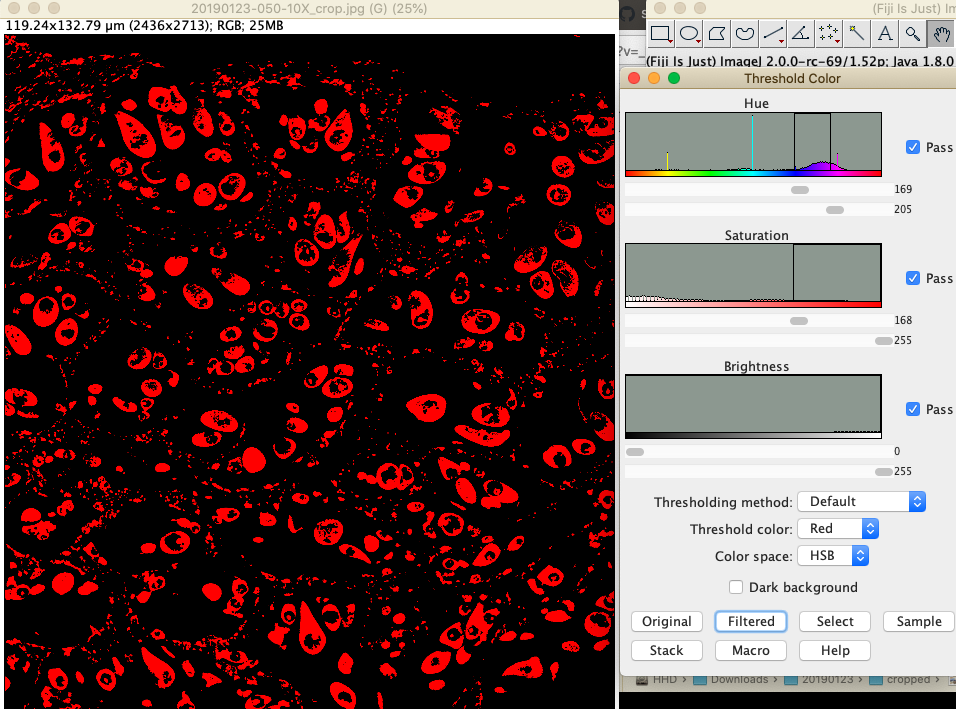 20190123-050-10X_crop.jpg (G) (25%)
119.24x132.79 µm (2436x2713); RGB; 25MB
?v=_
(Fiji Is Just)
A
(Fiji Is Just) ImageJ 2.0.0-rc-69/1.52p; Java 1.8.0
Threshold Color
Hue
Pass
169
205
Saturation
Pass
168
255
Brightness
Pass
0
255
Thresholding method: Default
Threshold color: Red
Color space: HSB
Dark background
Original Filtered Select Sample
Stack Macro Help
HHD › Downloads › 20190123 › cropped ›